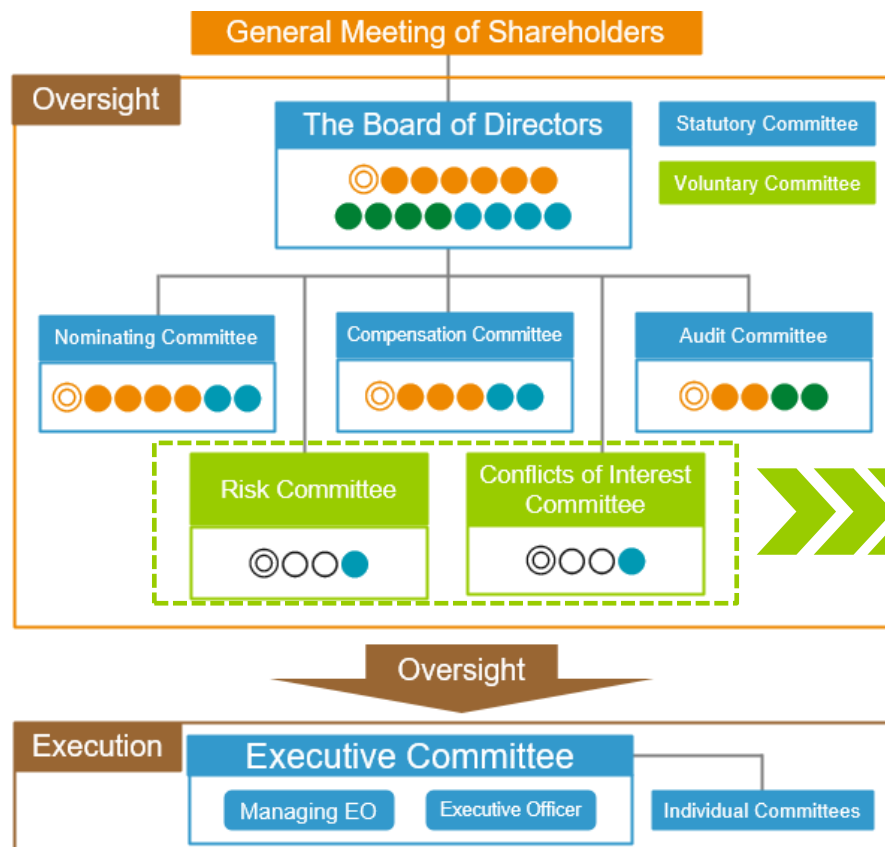 General Meeting of Shareholders
Oversight
The Board of Directors
Statutory Committee
Voluntary Committee
Nominating Committee
Compensation Committee
Audit Committee
Risk Committee
Conflicts of Interest
Committee
Oversight
Execution
Executive Committee
Managing EO
Executive Officer
Individual Committees